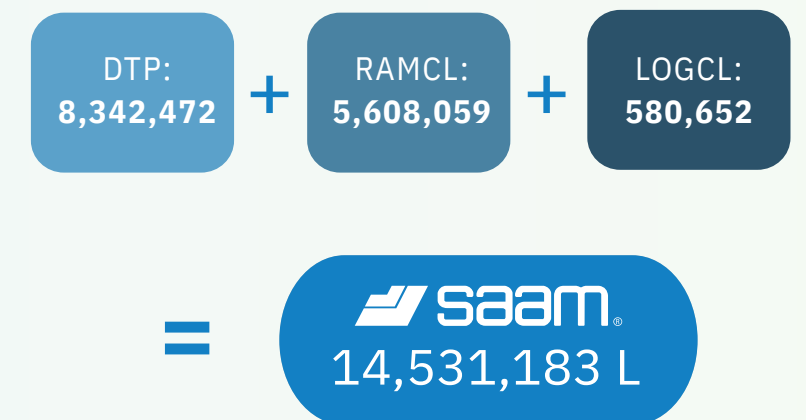 DTP:
8,342,472
+
RAMCL:
5,608,059
+
LOGCL:
580,652
=
saam®
14,531,183 L